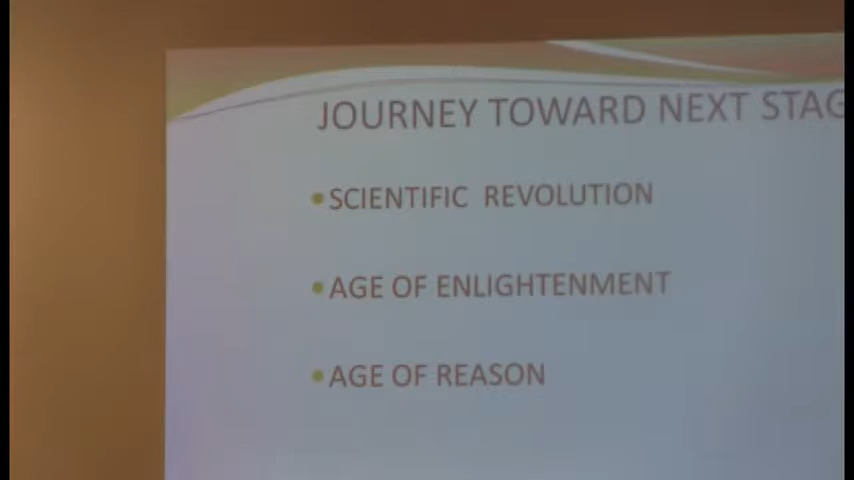 JOURNEY TOWARD NEXT STAG
•SCIENTIFIC REVOLUTION
•AGE OF ENLIGHTENMENT
•AGE OF REASON